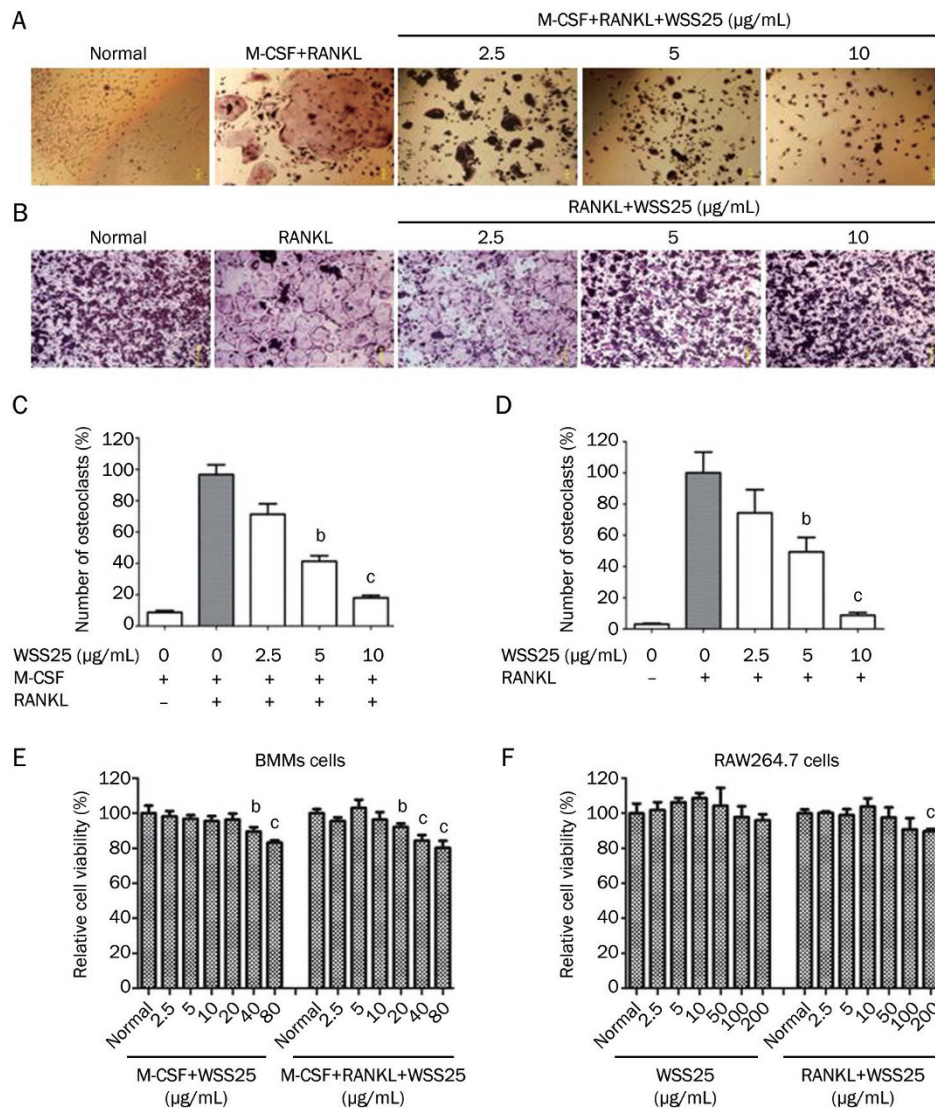 A
M-CSF+RANKL+WSS25 (μg/mL)
Normal M-CSF+RANKL 2.5 5 10
B
RANKL+WSS25 (μg/mL)
Normal RANKL 2.5 5 10
C
Number of osteoclasts (%)
120
100
80
60
40
20
0
b
c
WSS25 (μg/mL) 0 0 2.5 5 10
M-CSF + + + + +
RANKL – + + + +
D
Number of osteoclasts (%)
120
100
80
60
40
20
0
b
c
WSS25 (μg/mL) 0 0 2.5 5 10
RANKL – + + + +
E
BMMs cells
Relative cell viability (%)
120
100
80
60
40
20
0
b
c
b
c
c
Normal 2.5 5 10 20 40 80 Normal 2.5 5 10 20 40 80
M-CSF+WSS25 M-CSF+RANKL+WSS25
(μg/mL) (μg/mL)
F
RAW264.7 cells
Relative cell viability (%)
120
100
80
60
40
20
0
c
Normal 2.5 5 10 50 100 200 Normal 2.5 5 10 50 100 200
WSS25 RANKL+WSS25
(μg/mL) (μg/mL)